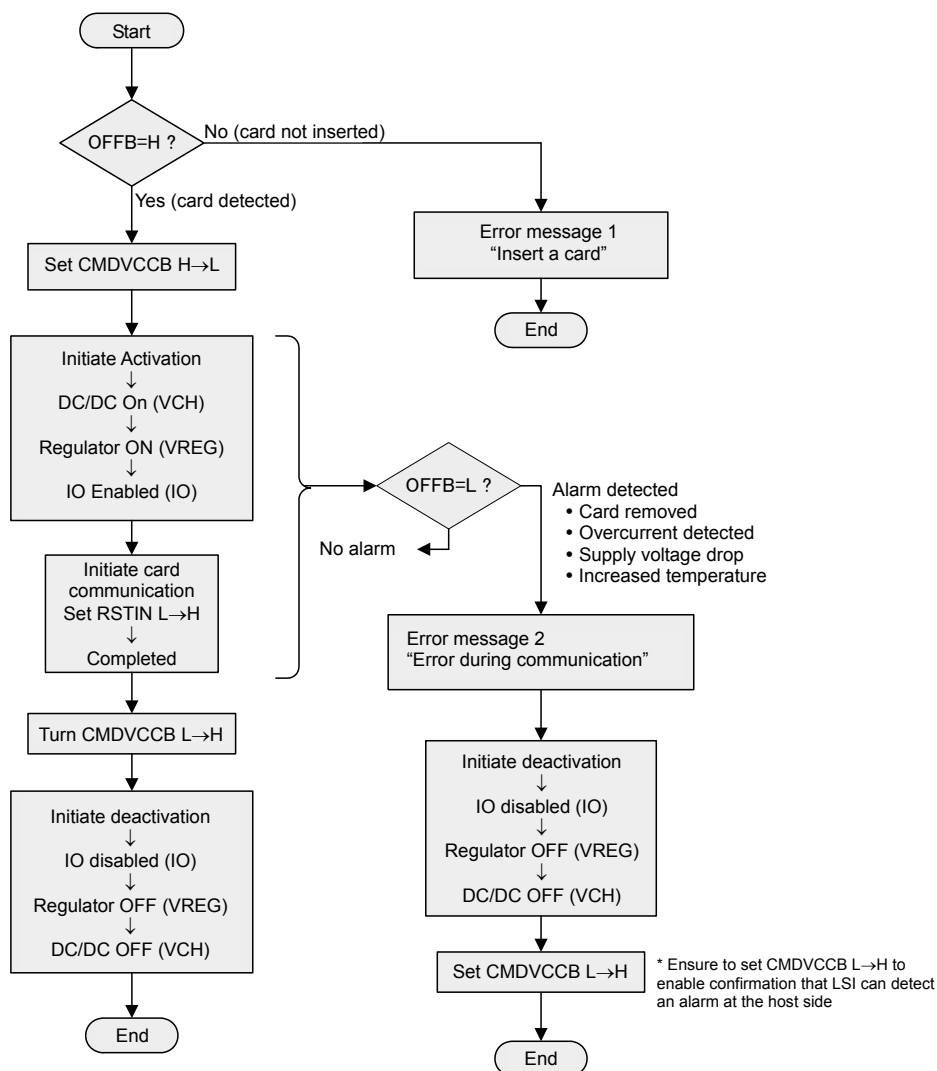 Start
OFFB=H ?
No (card not inserted)
Yes (card detected)
Error message 1
“Insert a card”
End
Set CMDVCCB H→L
Initiate Activation
↓
DC/DC On (VCH)
↓
Regulator ON (VREG)
↓
IO Enabled (IO)
Initiate card
communication
Set RSTIN L→H
↓
Completed
OFFB=L ?
No alarm
Alarm detected
• Card removed
• Overcurrent detected
• Supply voltage drop
• Increased temperature
Error message 2
“Error during communication”
Turn CMDVCCB L→H
Initiate deactivation
↓
IO disabled (IO)
↓
Regulator OFF (VREG)
↓
DC/DC OFF (VCH)
End
Initiate deactivation
↓
IO disabled (IO)
↓
Regulator OFF (VREG)
↓
DC/DC OFF (VCH)
Set CMDVCCB L→H
* Ensure to set CMDVCCB L→H to
enable confirmation that LSI can detect
an alarm at the host side
End